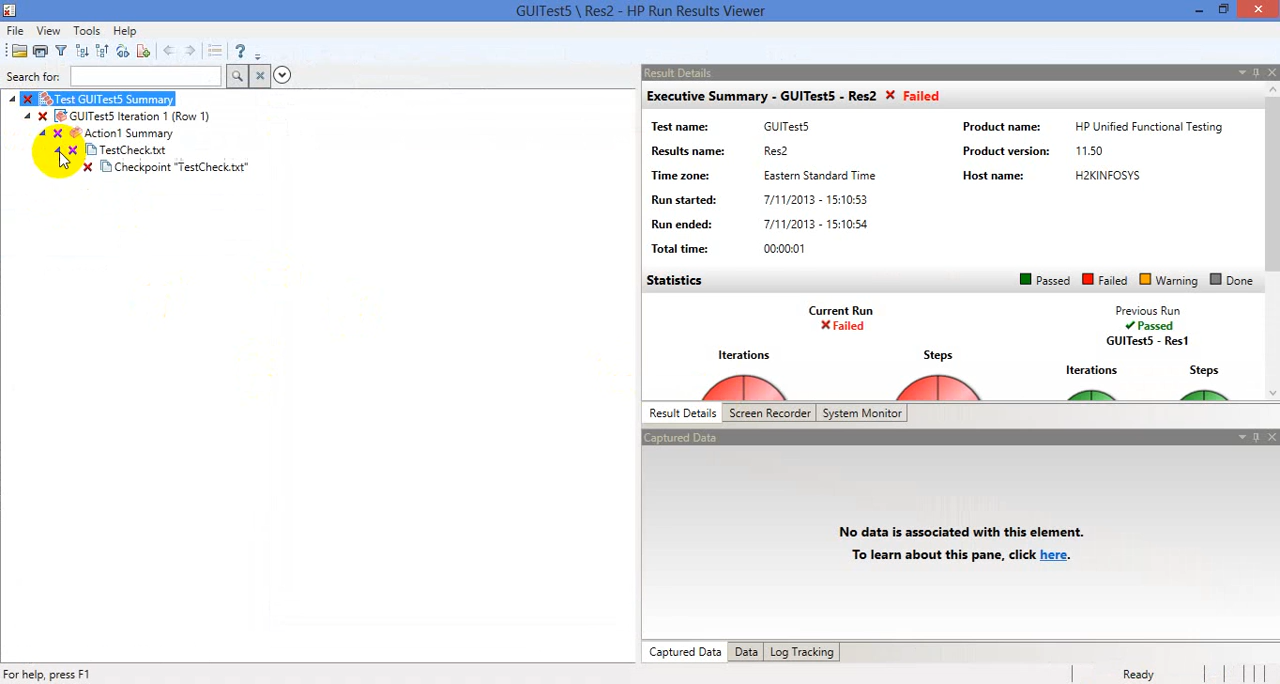 GUITest5 \ Res2 - HP Run Results Viewer
File View Tools Help
Search for:
Test GUITest5 Summary
GUITest5 Iteration 1 (Row 1)
Action1 Summary
TestCheck.txt
Checkpoint "TestCheck.txt"
Result Details
Executive Summary - GUITest5 - Res2 Failed
Test name: GUITest5 Product name: HP Unified Functional Testing
Results name: Res2 Product version: 11.50
Time zone: Eastern Standard Time Host name: H2KINFOSYS
Run started: 7/11/2013 - 15:10:53
Run ended: 7/11/2013 - 15:10:54
Total time: 00:00:01
Statistics Passed Failed Warning Done
Current Run Previous Run
Failed Passed
GUITest5 - Res1
Iterations Steps Iterations Steps
Result Details Screen Recorder System Monitor
Captured Data
No data is associated with this element.
To learn about this pane, click here.
Captured Data Data Log Tracking
For help, press F1 Ready